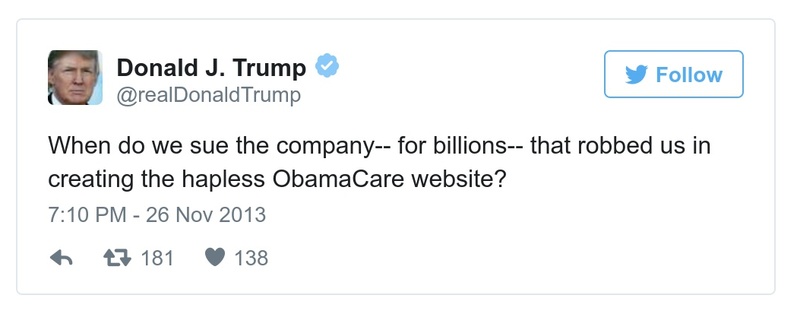 Donald J. Trump
@realDonaldTrump
Follow
When do we sue the company-- for billions-- that robbed us in
creating the hapless ObamaCare website?
7:10 PM - 26 Nov 2013
181 138